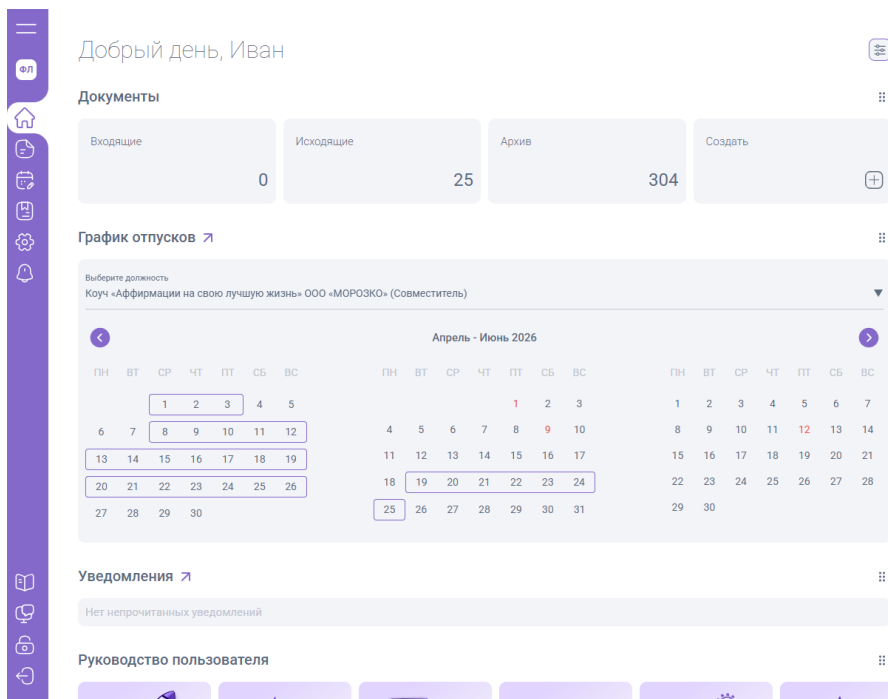 Добрый день, Иван
ФЛ
Документы
Входящие Исходящие Архив Создать
0 25 304
График отпусков
Выберите должность
Коуч «Аффирмации на свою лучшую жизнь» ООО «МОРОЗКО» (Совместитель)
Апрель - Июнь 2026
ПН ВТ СР ЧТ ПТ СБ ВС ПН ВТ СР ЧТ ПТ СБ ВС ПН ВТ СР ЧТ ПТ СБ ВС
1 2 3 4 5 1 2 3 1 2 3 4 5 6 7
6 7 8 9 10 11 12 4 5 6 7 8 9 10 8 9 10 11 12 13 14
13 14 15 16 17 18 19 11 12 13 14 15 16 17 15 16 17 18 19 20 21
20 21 22 23 24 25 26 18 19 20 21 22 23 24 22 23 24 25 26 27 28
27 28 29 30 25 26 27 28 29 30 31 29 30
Уведомления
Нет непрочитанных уведомлений
Руководство пользователя